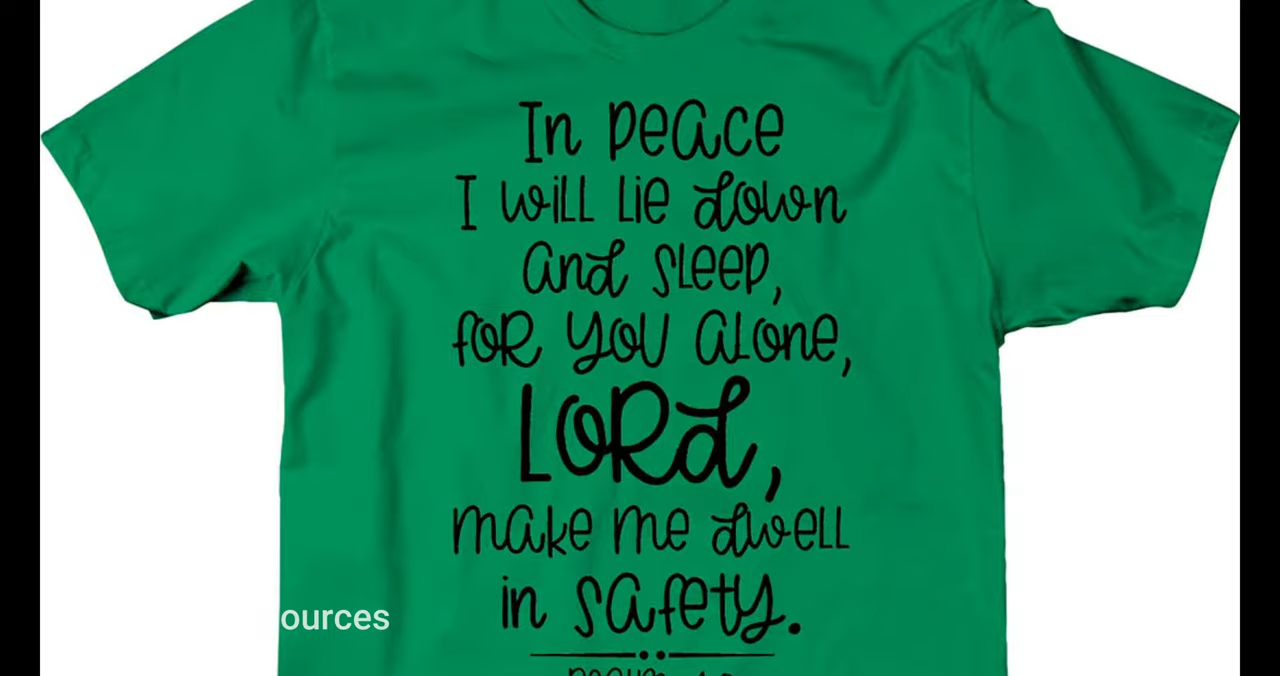 In peace
I will lie down
and sleep,
for you alone,
LORD,
make me dwell
in safety.
ources